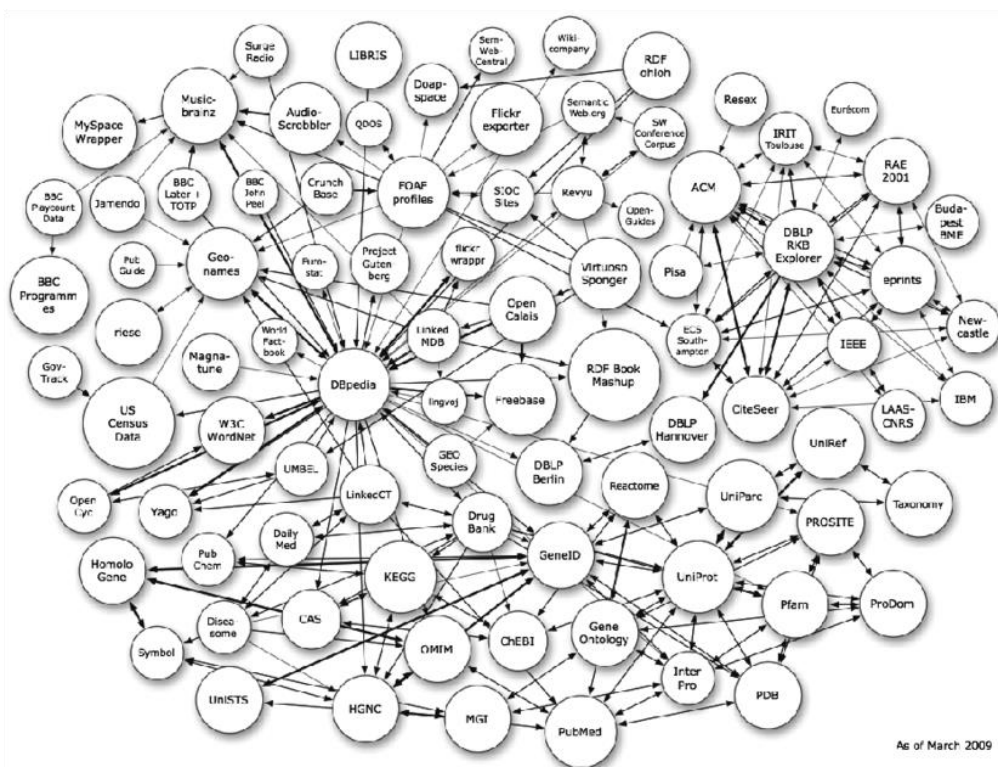 Surge
Radio
LIBRIS
Sem-
Web-
Central
Wiki-
company
RDF
ohloh
Music-
brainz
Audio-
Scrobbler
QDOS
Doap-
space
Flickr
exporter
Semantic
Web.org
SW
Conference
Corpus
MySpace
Wrapper
Resex
Eurécom
IRIT
Toulouse
RAE
2001
ACM
BBC
Playcount
Data
Jamendo
BBC
Later +
TOTP
BBC
John
Peel
Crunch
Base
FOAF
profiles
SIOC
Sites
Revyu
Open-
Guides
DBLP
RKB
Explorer
Buda-
pest
BME
Pub
Guide
Geo-
names
Euro-
stat
Project
Guten
berg
flickr
wrappr
Virtuoso
Sponger
Pisa
eprints
BBC
Programm
es
riese
World
Fact-
book
Linked
MDB
Open
Calais
ECS
South-
ampton
IEEE
New-
castle
Gov-
Track
Magna-
tune
DBpedia
RDF Book
Mashup
US
Census
Data
W3C
WordNet
lingvoj
Freebase
DBLP
Hannover
CiteSeer
LAAS-
CNRS
IBM
UMBEL
GEO
Species
DBLP
Berlin
UniRef
Open
Cyc
Yago
LinkedCT
Reactome
UniParc
Taxonomy
Daily
Med
Drug
Bank
PROSITE
Homolo
Gene
Pub
Chem
KEGG
GeneID
UniProt
Pfam
ProDom
Disea-
some
CAS
ChEBI
Gene
Ontology
Symbol
OMIM
Inter
Pro
UniSTS
HGNC
MGI
PubMed
PDB
As of March 2009